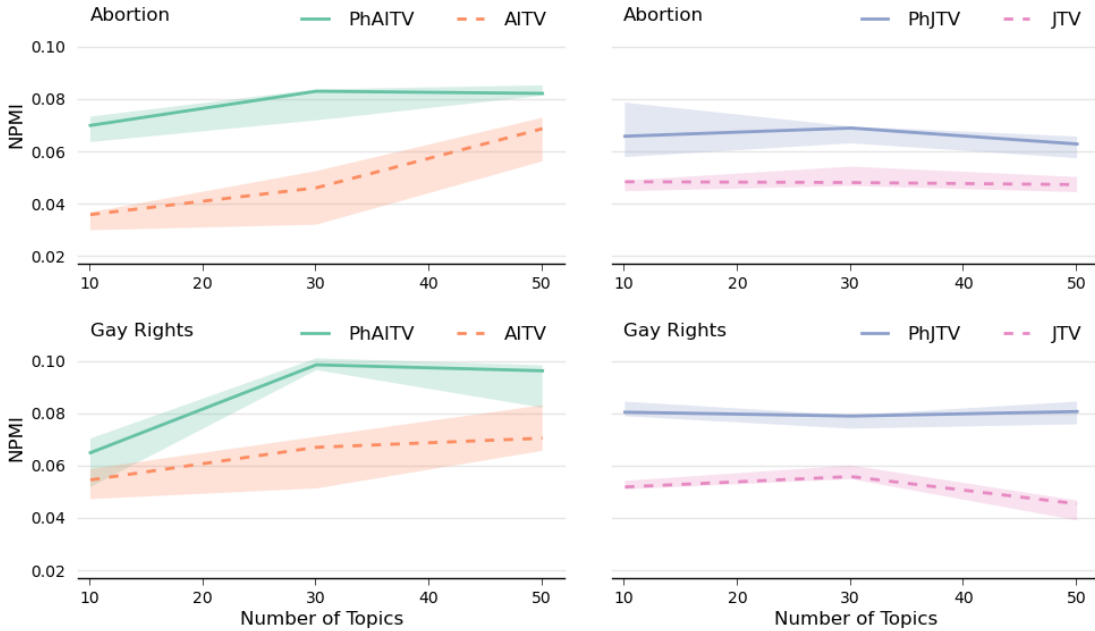 Abortion PhAITV AITV
NPMI
0.10
0.08
0.06
0.04
0.02
10 20 30 40 50
Abortion PhJTV JTV
10 20 30 40 50
Gay Rights PhAITV AITV
NPMI
0.10
0.08
0.06
0.04
0.02
10 20 30 40 50
Number of Topics
Gay Rights PhJTV JTV
10 20 30 40 50
Number of Topics